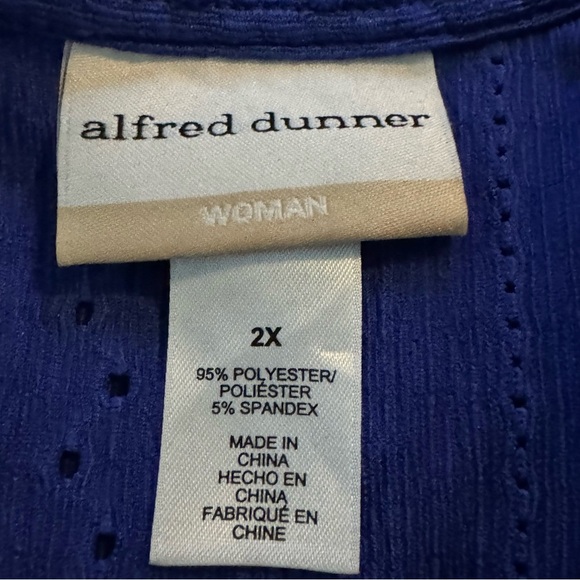 alfred dunner
WOMAN
2X
95% POLYESTER/
POLIÉSTER
5% SPANDEX
MADE IN
CHINA
HECHO EN
CHINA
FABRIQUÉ EN
CHINE